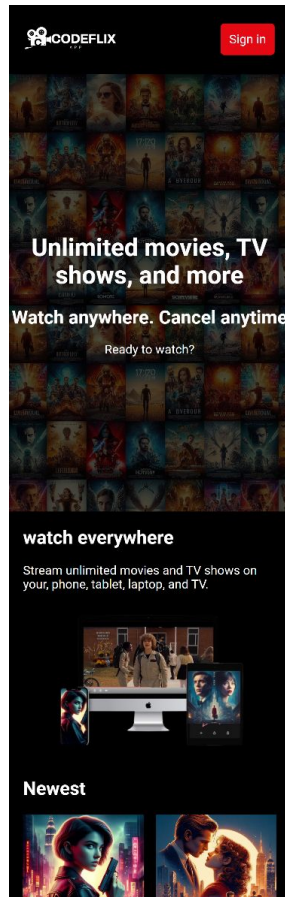 CODEFLIX
APP
Sign in
Unlimited movies, TV
shows, and more
Watch anywhere. Cancel anytime
Ready to watch?
watch everywhere
Stream unlimited movies and TV shows on
your, phone, tablet, laptop, and TV.
Newest